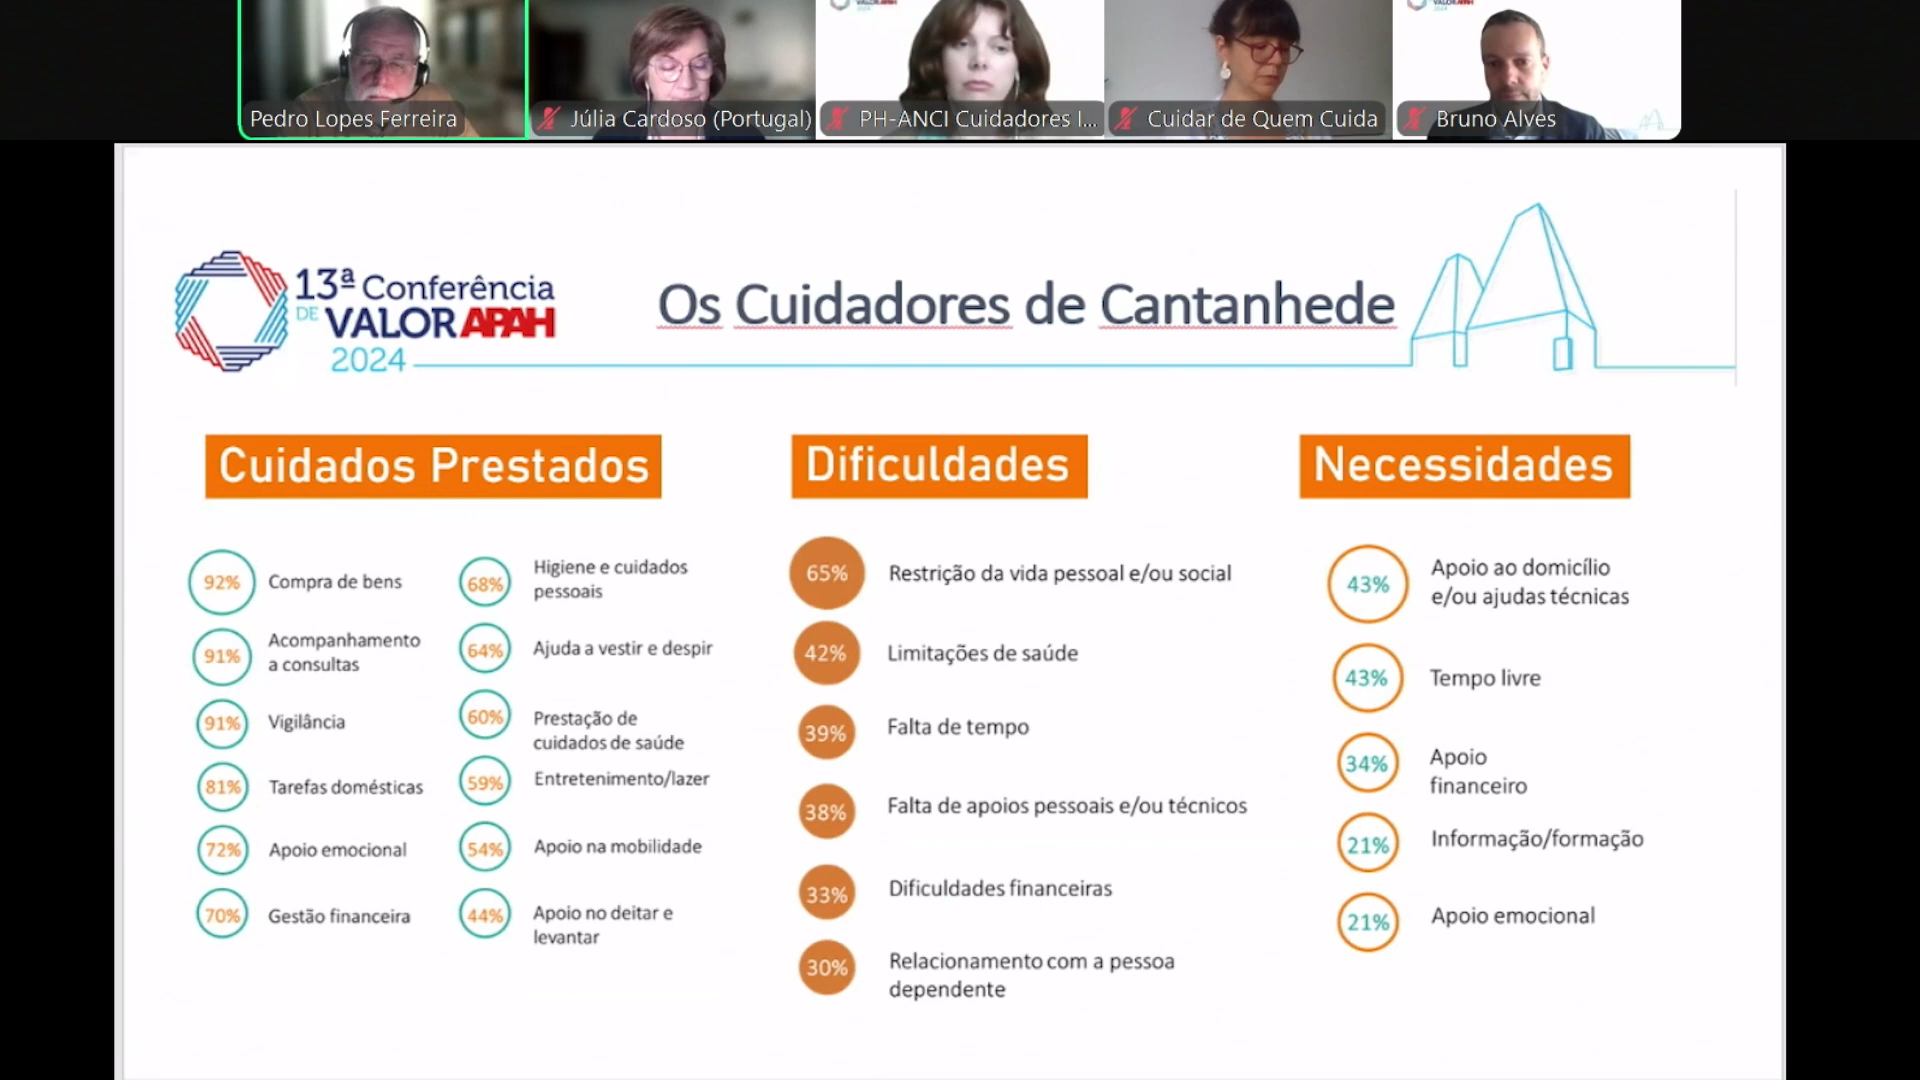 Pedro Lopes Ferreira
Júlia Cardoso (Portugal)
PH-ANCI Cuidadores I...
Cuidar de Quem Cuida
Bruno Alves
13ª Conferência
DE VALOR APAH
2024
Os Cuidadores de Cantanhede
Cuidados Prestados
92% Compra de bens
91% Acompanhamento
a consultas
91% Vigilância
81% Tarefas domésticas
72% Apoio emocional
70% Gestão financeira
68% Higiene e cuidados
pessoais
64% Ajuda a vestir e despir
60% Prestação de
cuidados de saúde
59% Entretenimento/lazer
54% Apoio na mobilidade
44% Apoio no deitar e
levantar
Dificuldades
65% Restrição da vida pessoal e/ou social
42% Limitações de saúde
39% Falta de tempo
38% Falta de apoios pessoais e/ou técnicos
33% Dificuldades financeiras
30% Relacionamento com a pessoa
dependente
Necessidades
43% Apoio ao domicílio
e/ou ajudas técnicas
43% Tempo livre
34% Apoio
financeiro
21% Informação/formação
21% Apoio emocional